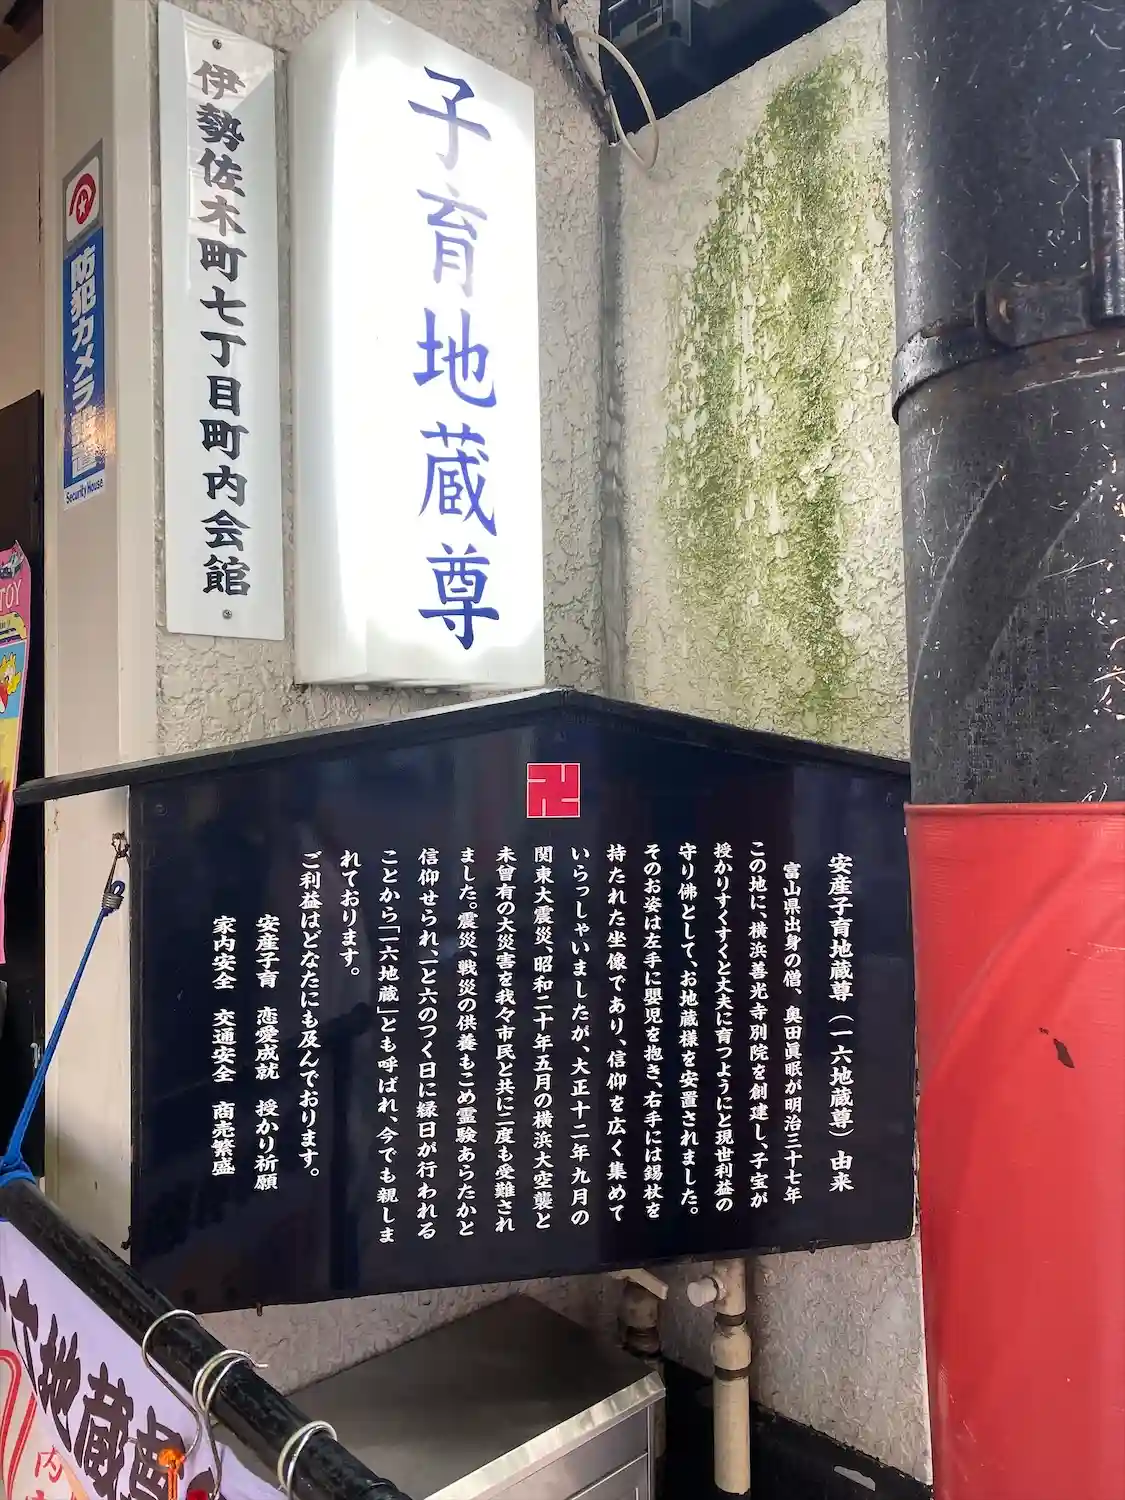 子育地蔵尊
伊勢佐木町七丁目町内会館
防犯カメラ設置
Security House
TOY
安産子育地蔵尊（一六地蔵尊）由来
富山県出身の僧、奥田眞眠が明治三十七年
この地に、横浜善光寺別院を創建し、子宝が
授かりすくすくと丈夫に育つようにと現世利益の
守り佛として、お地蔵様を安置されました。
そのお姿は左手に嬰児を抱き、右手には錫杖を
持たれた坐像であり、信仰を広く集めて
いらっしゃいましたが、大正十二年九月の
関東大震災、昭和二十年五月の横浜大空襲と
未曾有の大災害を我々市民と共に二度も受難され
ました。震災、戦災の供養もこめ霊験あらたかと
信仰せられ、一と六のつく日に縁日が行われる
ことから「一六地蔵」とも呼ばれ、今でも親しま
れております。
ご利益はどなたにも及んでおります。
安産子育　恋愛成就　授かり祈願
家内安全　交通安全　商売繁盛
六地蔵尊
内